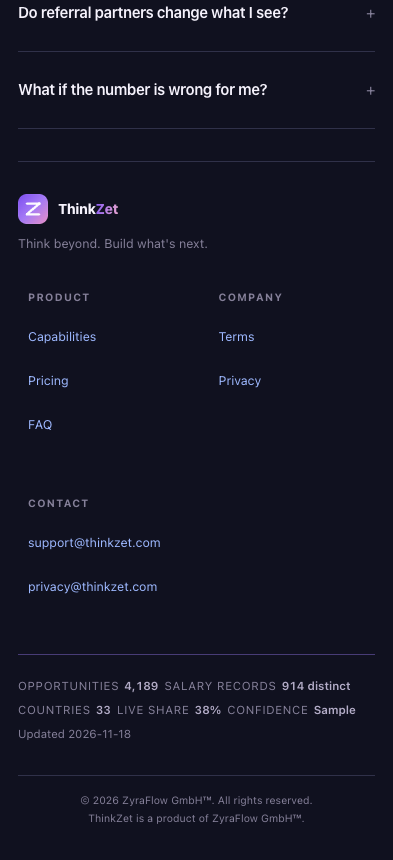 Do referral partners change what I see? +
What if the number is wrong for me? +
Z ThinkZet
Think beyond. Build what's next.
PRODUCT COMPANY
Capabilities Terms
Pricing Privacy
FAQ
CONTACT
support@thinkzet.com
privacy@thinkzet.com
OPPORTUNITIES 4,189 SALARY RECORDS 914 distinct
COUNTRIES 33 LIVE SHARE 38% CONFIDENCE Sample
Updated 2026-11-18
© 2026 ZyraFlow GmbH™. All rights reserved.
ThinkZet is a product of ZyraFlow GmbH™.